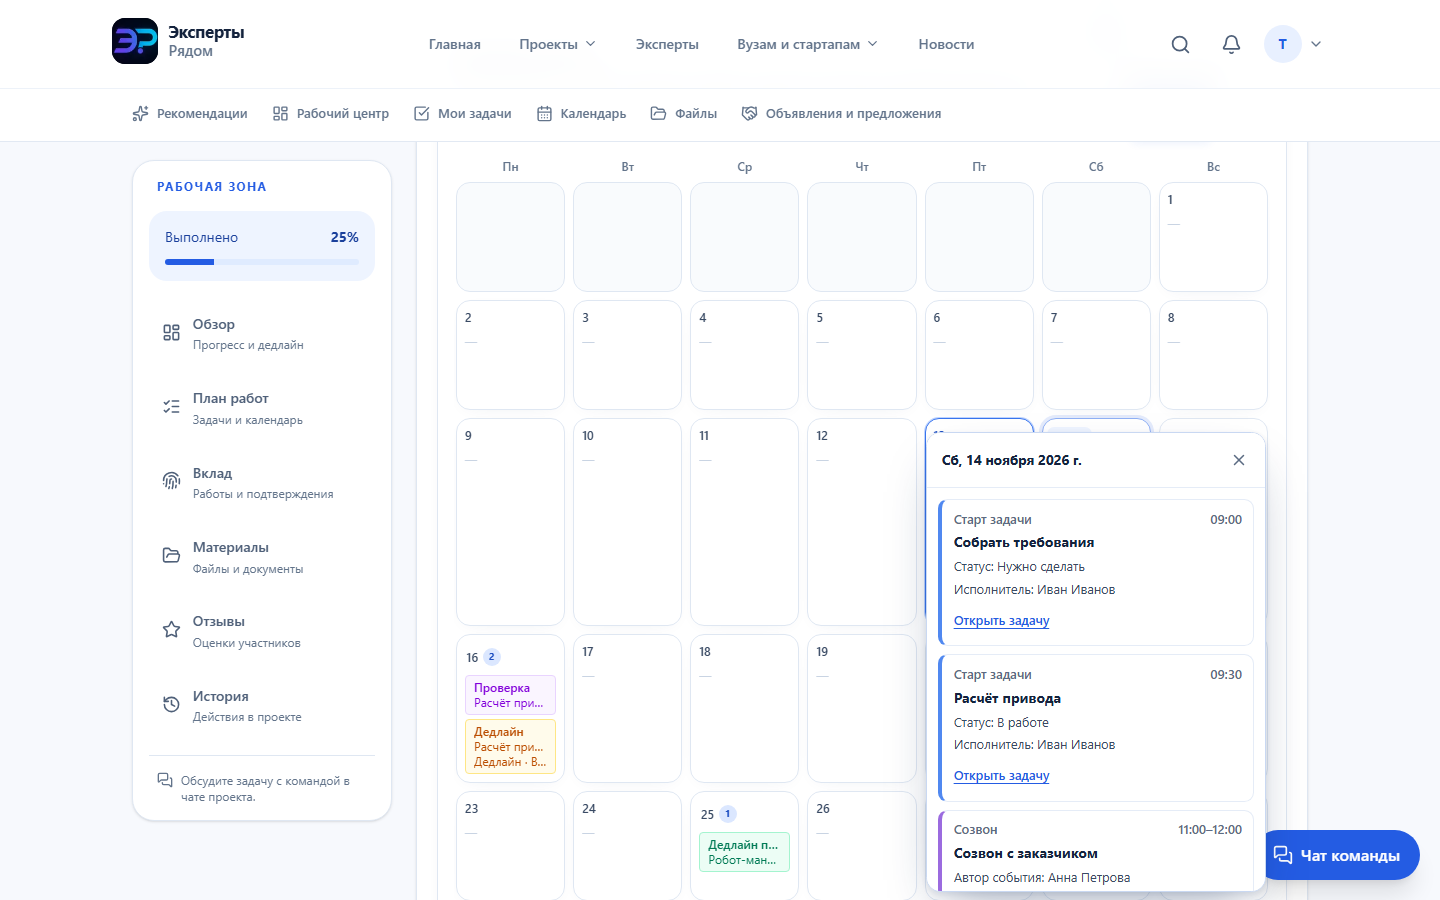 Эксперты
Рядом
Главная
Проекты
Эксперты
Вузам и стартапам
Новости
Т
Рекомендации
Рабочий центр
Мои задачи
Календарь
Файлы
Объявления и предложения
РАБОЧАЯ ЗОНА
Выполнено 25%
Обзор
Прогресс и дедлайн
План работ
Задачи и календарь
Вклад
Работы и подтверждения
Материалы
Файлы и документы
Отзывы
Оценки участников
История
Действия в проекте
Обсудите задачу с командой в
чате проекта.
Пн Вт Ср Чт Пт Сб Вс
1
—
2 3 4 5 6 7 8
— — — — — — —
9 10 11 12
— — — —
16 2
Проверка
Расчёт при...
Дедлайн
Расчёт при...
Дедлайн · В...
17 18 19
— — —
23 24
— —
25 1
Дедлайн п...
Робот-ман...
26
—
Сб, 14 ноября 2026 г.
Старт задачи 09:00
Собрать требования
Статус: Нужно сделать
Исполнитель: Иван Иванов
Открыть задачу
Старт задачи 09:30
Расчёт привода
Статус: В работе
Исполнитель: Иван Иванов
Открыть задачу
Созвон 11:00–12:00
Созвон с заказчиком
Автор события: Анна Петрова
Чат команды